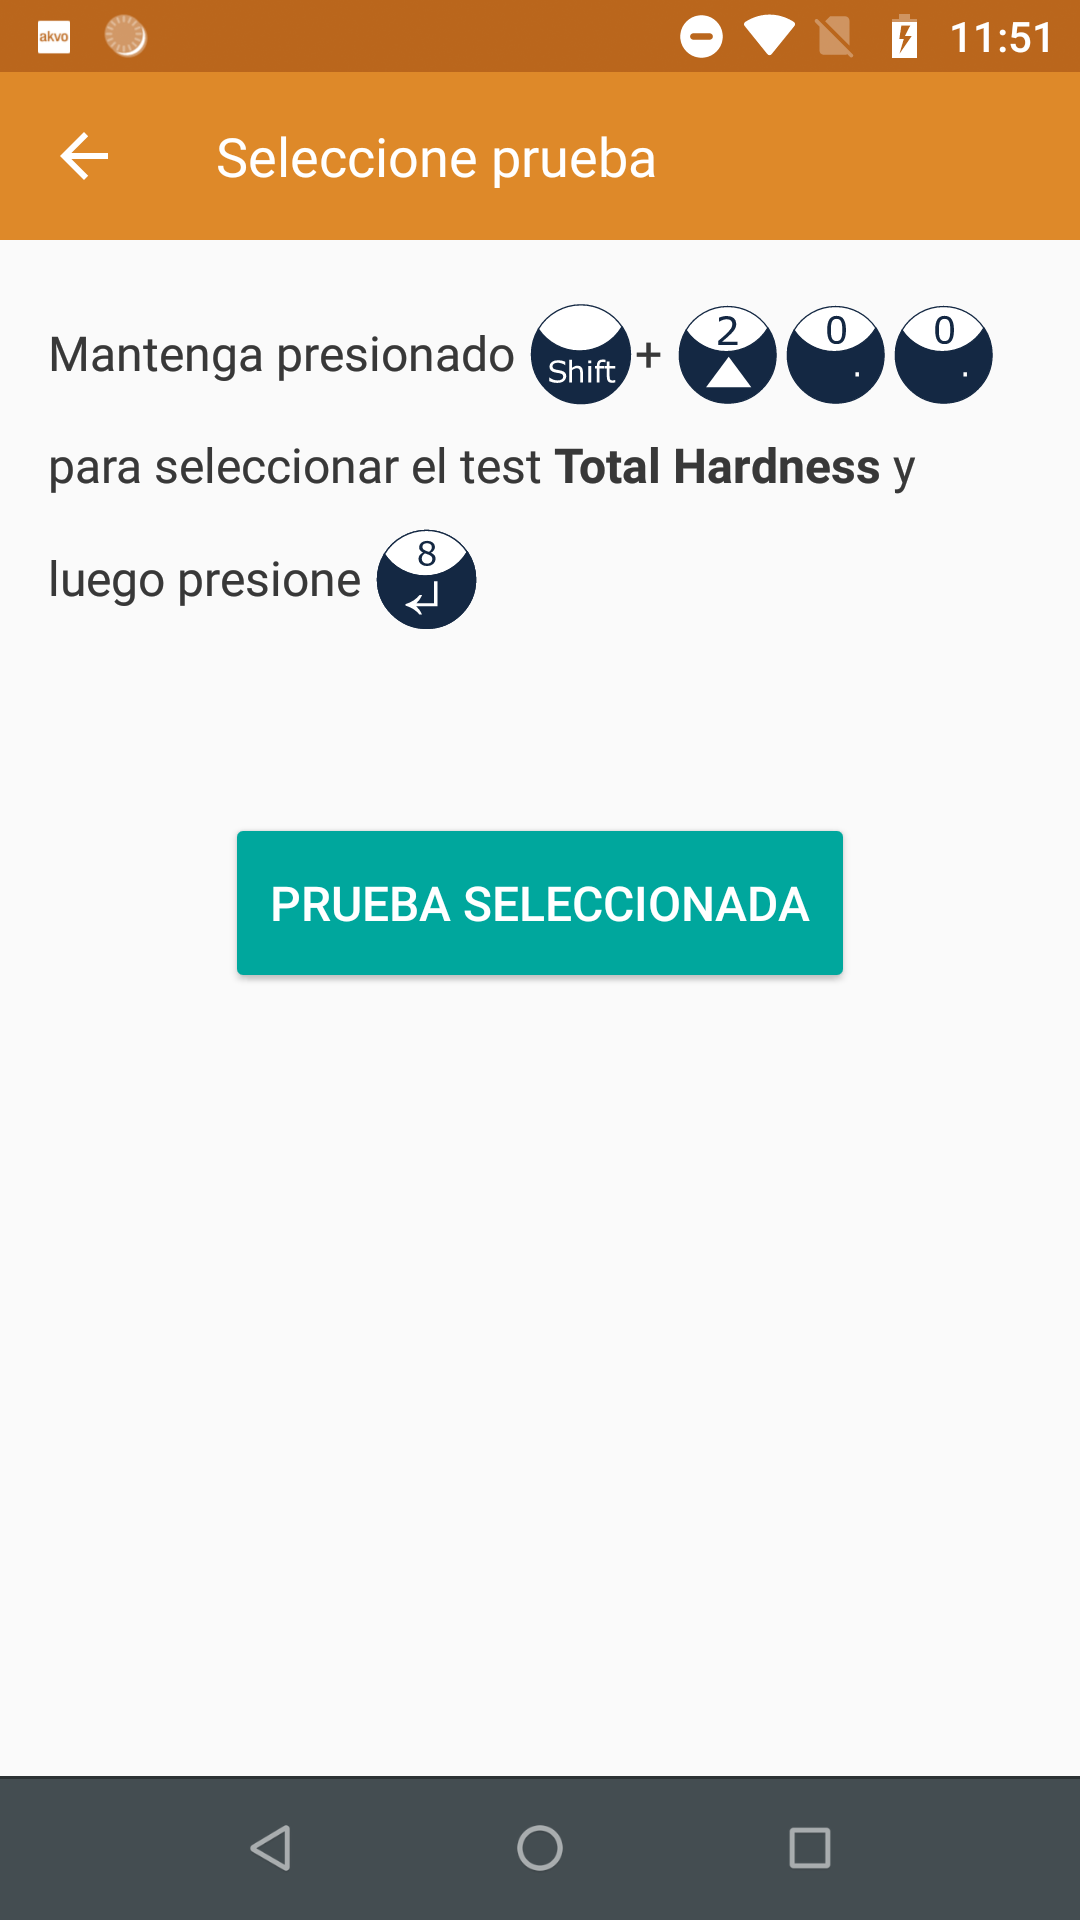 akvo 11:51
Seleccione prueba
Mantenga presionado Shift + 2 0 . 0 .
para seleccionar el test Total Hardness y
luego presione 8
PRUEBA SELECCIONADA